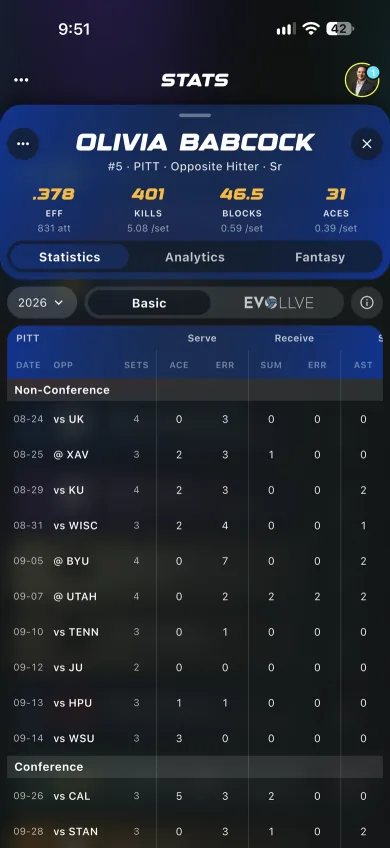 9:51
42
STATS
1
OLIVIA BABCOCK
#5 · PITT · Opposite Hitter · Sr
.378 401 46.5 31
EFF KILLS BLOCKS ACES
831 att 5.08 /set 0.59 /set 0.39 /set
Statistics Analytics Fantasy
2026 Basic EVOLLVE
PITT Serve Receive S
DATE OPP SETS ACE ERR SUM ERR AST
Non-Conference
08-24 vs UK 4 0 3 0 0 0
08-25 @ XAV 3 2 3 1 0 0
08-29 vs KU 4 2 3 0 0 2
08-31 vs WISC 3 2 4 0 0 1
09-05 @ BYU 4 0 7 0 0 2
09-07 @ UTAH 4 0 2 2 2 2
09-10 vs TENN 3 0 1 0 0 0
09-12 vs JU 2 0 0 0 0 0
09-13 vs HPU 3 1 1 0 0 0
09-14 vs WSU 3 3 0 0 0 0
Conference
09-26 vs CAL 3 5 3 2 0 0
09-28 vs STAN 3 0 3 1 0 2